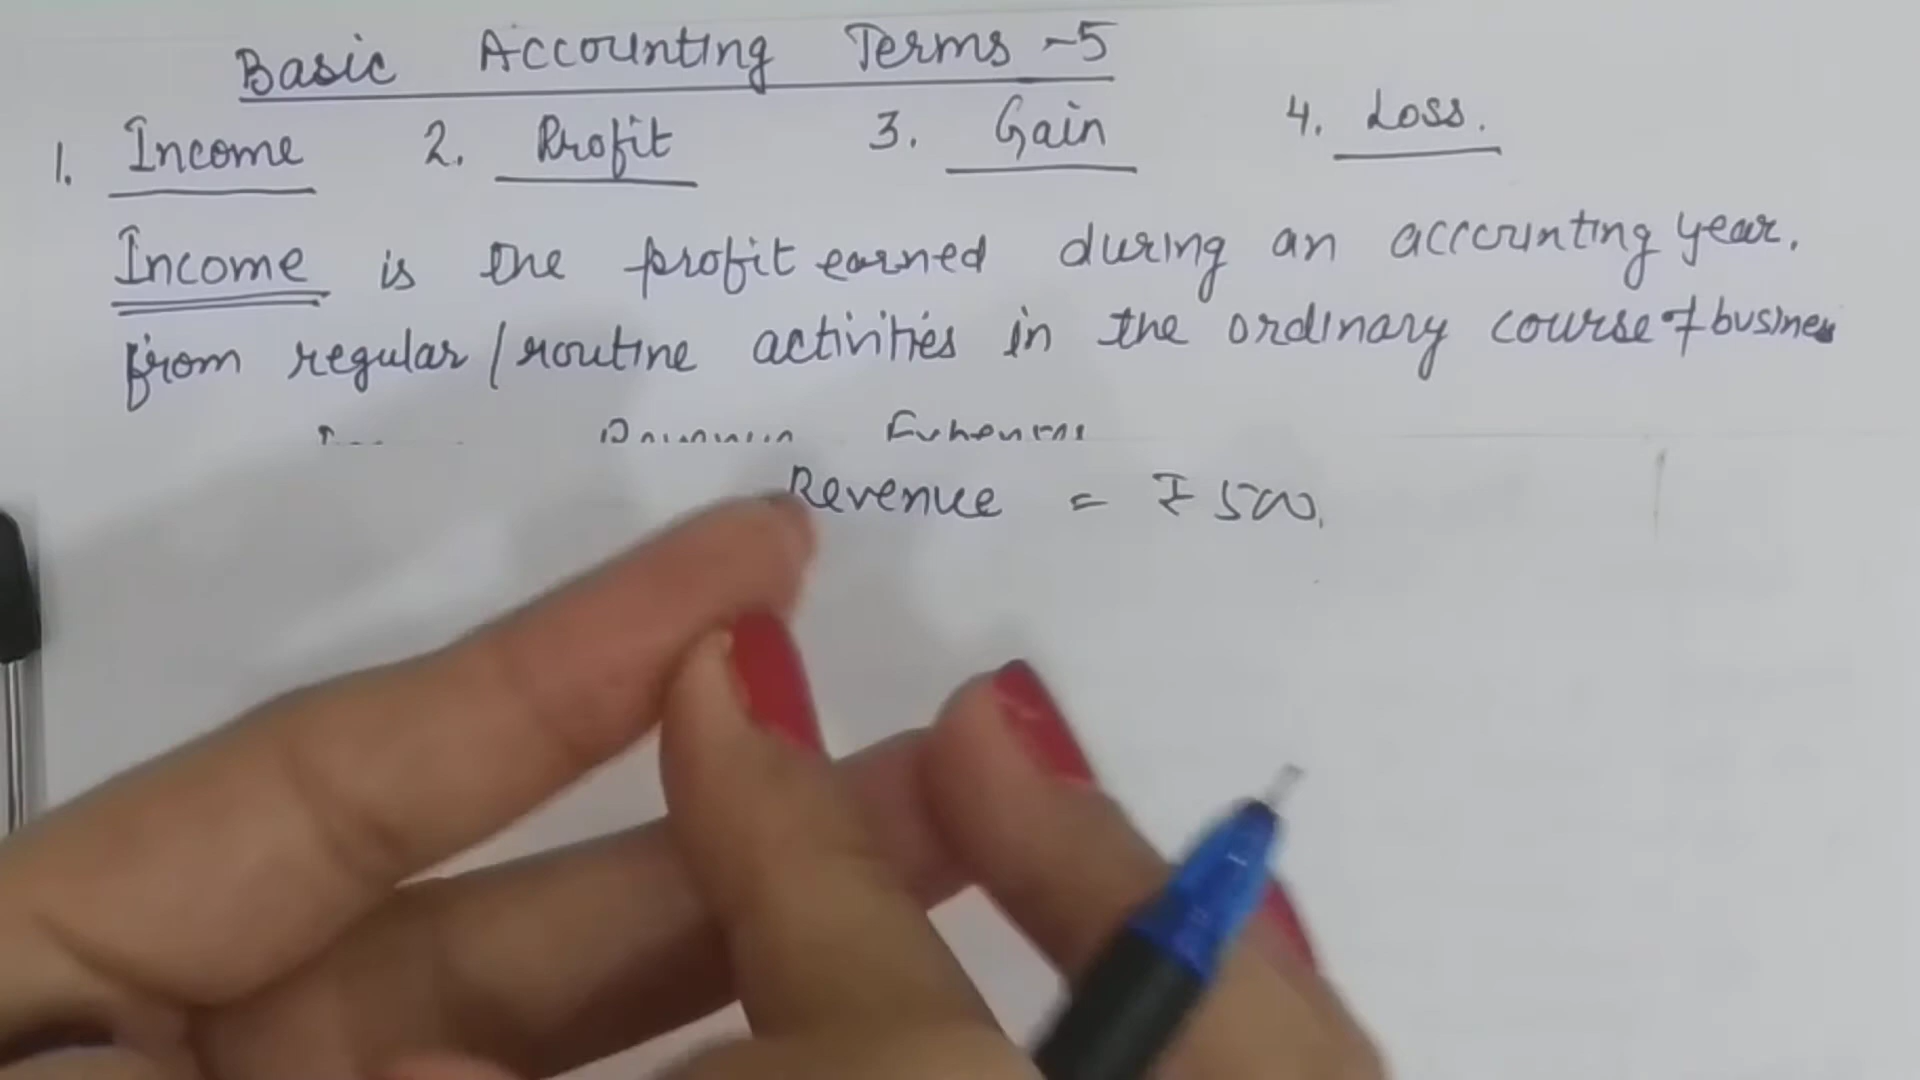 Basic Accounting Terms -5
1. Income 2. Profit 3. Gain 4. Loss.
Income is the profit earned during an accounting year.
from regular/routine activities in the ordinary course of busines
Revenue = ₹ 500.